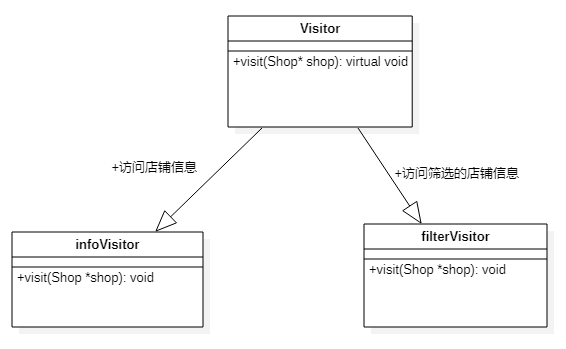 Visitor
+visit(Shop* shop): virtual void
+访问店铺信息
+访问筛选的店铺信息
infoVisitor
+visit(Shop *shop): void
filterVisitor
+visit(Shop *shop): void